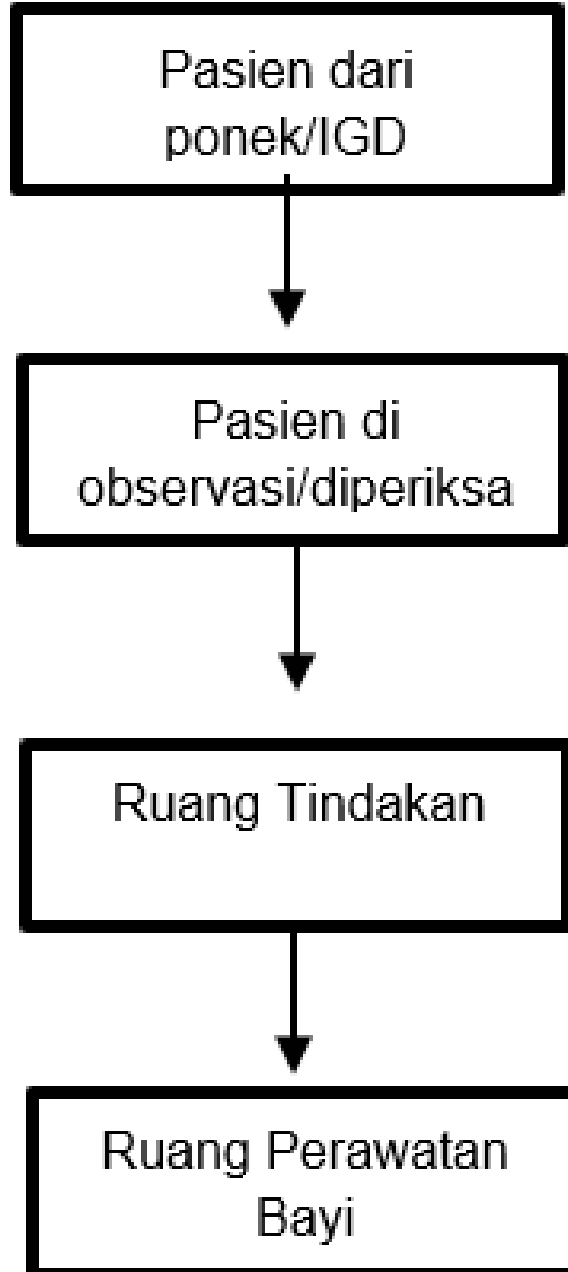 Pasien dari
ponek/IGD
Pasien di
observasi/diperiksa
Ruang Tindakan
Ruang Perawatan
Bayi